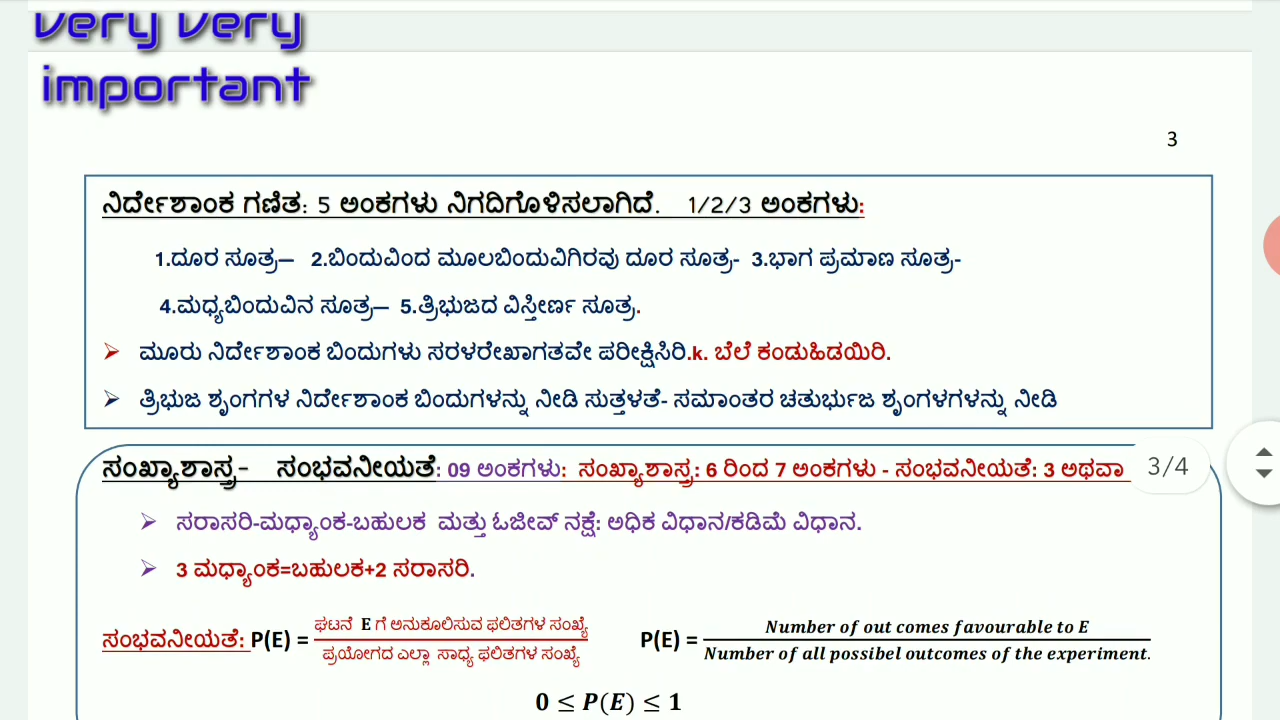 very very
important
3
ನಿರ್ದೇಶಾಂಕ ಗಣಿತ: 5 ಅಂಕಗಳು ನಿಗದಿಗೊಳಿಸಲಾಗಿದೆ. 1/2/3 ಅಂಕಗಳು:
1.ದೂರ ಸೂತ್ರ– 2.ಬಿಂದುವಿಂದ ಮೂಲಬಿಂದುವಿಗಿರವು ದೂರ ಸೂತ್ರ- 3.ಭಾಗ ಪ್ರಮಾಣ ಸೂತ್ರ-
4.ಮಧ್ಯಬಿಂದುವಿನ ಸೂತ್ರ– 5.ತ್ರಿಭುಜದ ವಿಸ್ತೀರ್ಣ ಸೂತ್ರ.
➢ ಮೂರು ನಿರ್ದೇಶಾಂಕ ಬಿಂದುಗಳು ಸರಳರೇಖಾಗತವೇ ಪರೀಕ್ಷಿಸಿರಿ.k. ಬೆಲೆ ಕಂಡುಹಿಡಯಿರಿ.
➢ ತ್ರಿಭುಜ ಶೃಂಗಗಳ ನಿರ್ದೇಶಾಂಕ ಬಿಂದುಗಳನ್ನು ನೀಡಿ ಸುತ್ತಳತೆ- ಸಮಾಂತರ ಚತುರ್ಭುಜ ಶೃಂಗಳಗಳನ್ನು ನೀಡಿ
ಸಂಖ್ಯಾಶಾಸ್ತ್ರ- ಸಂಭವನೀಯತೆ: 09 ಅಂಕಗಳು: ಸಂಖ್ಯಾಶಾಸ್ತ್ರ: 6 ರಿಂದ 7 ಅಂಕಗಳು - ಸಂಭವನೀಯತೆ: 3 ಅಥವಾ 3/4
➢ ಸರಾಸರಿ-ಮಧ್ಯಾಂಕ-ಬಹುಲಕ ಮತ್ತು ಓಜೀವ್ ನಕ್ಷೆ: ಅಧಿಕ ವಿಧಾನ/ಕಡಿಮೆ ವಿಧಾನ.
➢ 3 ಮಧ್ಯಾಂಕ=ಬಹುಲಕ+2 ಸರಾಸರಿ.
ಸಂಭವನೀಯತೆ: P(E) = ಘಟನೆ E ಗೆ ಅನುಕೂಲಿಸುವ ಫಲಿತಗಳ ಸಂಖ್ಯೆ
ಪ್ರಯೋಗದ ಎಲ್ಲಾ ಸಾಧ್ಯ ಫಲಿತಗಳ ಸಂಖ್ಯೆ
P(E) = Number of out comes favourable to E
Number of all possibel outcomes of the experiment.
0 ≤ P(E) ≤ 1